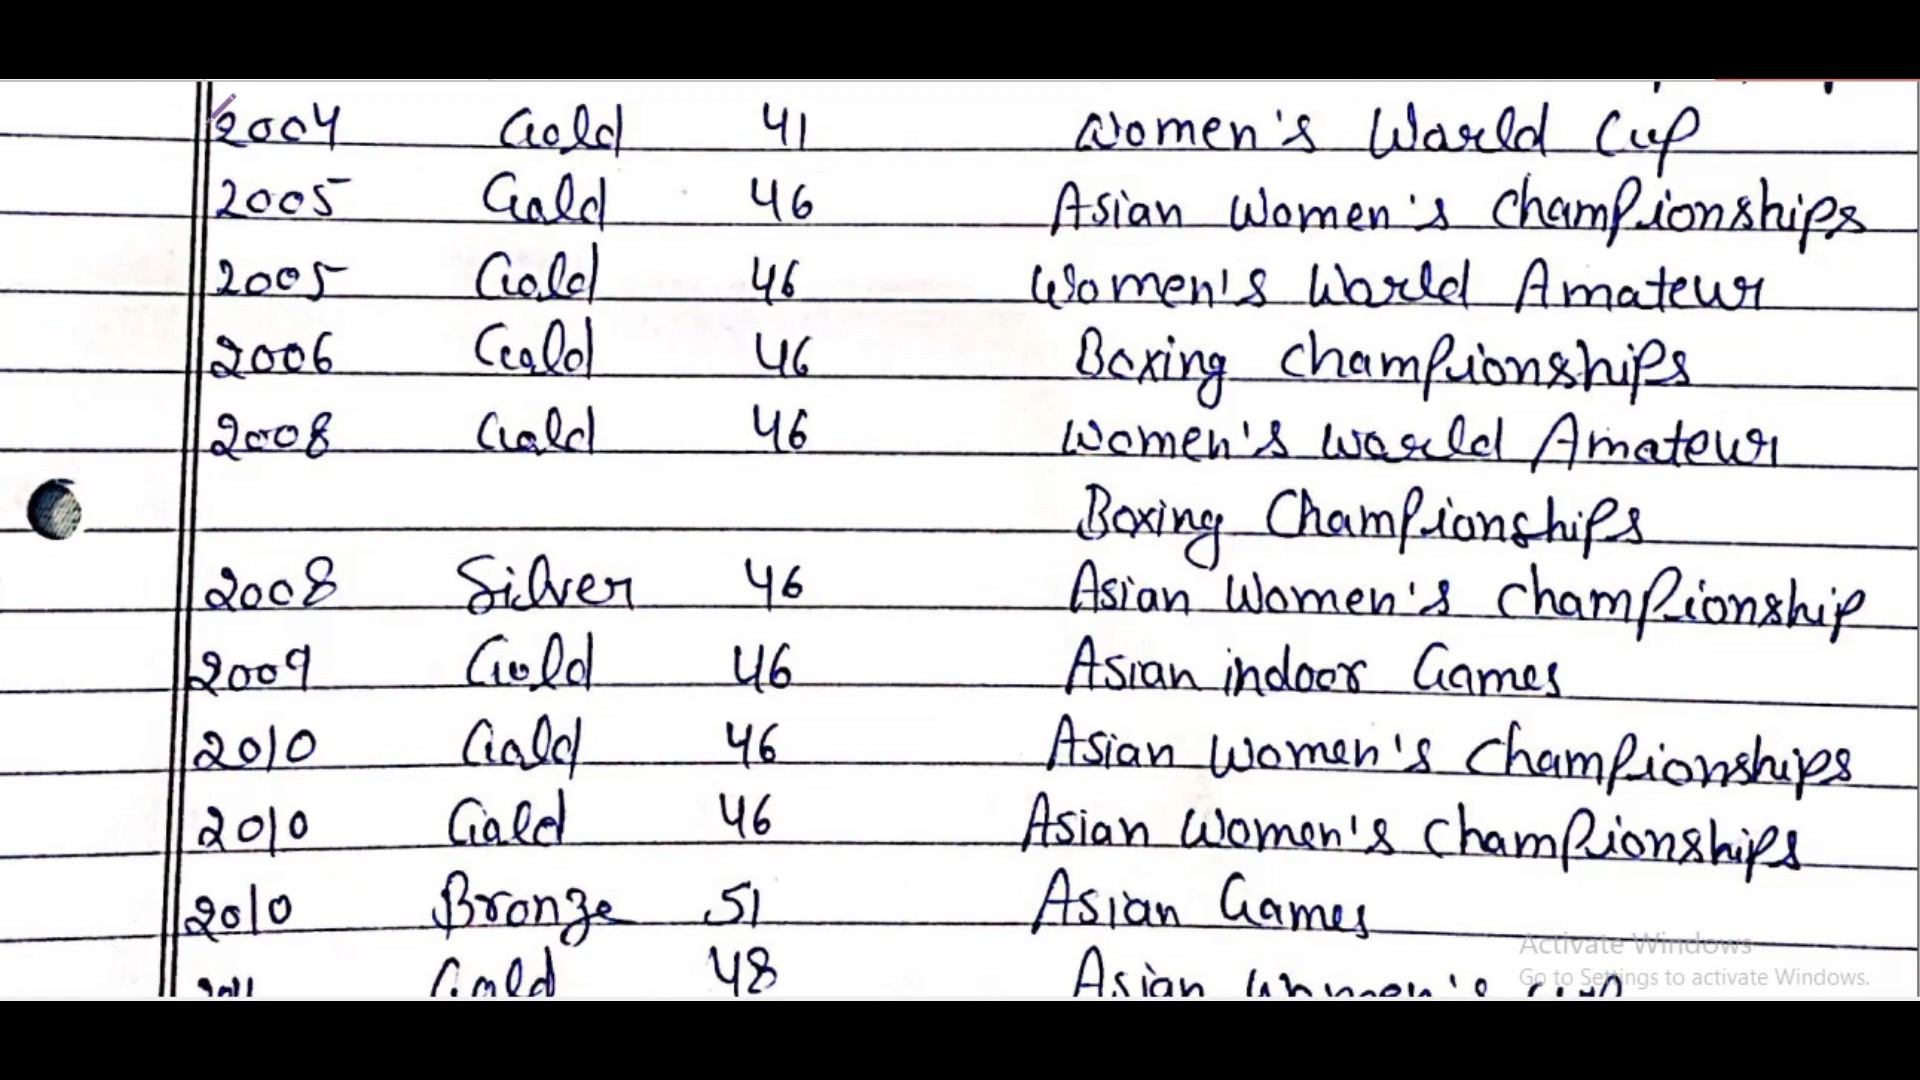 2004 Gold 41 Women's World Cup
2005 Gold 46 Asian Women's Championships
2005 Gold 46 Women's World Amateur
2006 Gold 46 Boxing Championships
2008 Gold 46 Women's World Amateur
Boxing Championships
2008 Silver 46 Asian Women's Championship
2009 Gold 46 Asian indoor Games
2010 Gold 46 Asian Women's Championships
2010 Gold 46 Asian Women's Championships
2010 Bronze 51 Asian Games
2011 Gold 48 Asian Women's Cup
Activate Windows
Go to Settings to activate Windows.